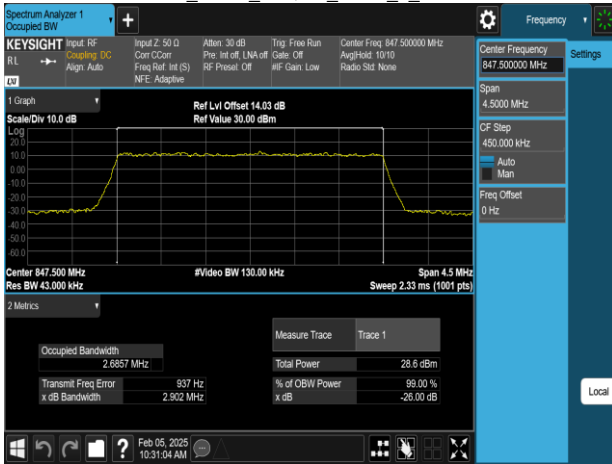 Spectrum Analyzer 1
Occupied BW
Frequency
KEYSIGHT
RL
LXI
Input: RF
Coupling: DC
Align: Auto
Input Z: 50 Ω
Corr CCorr
Freq Ref: Int (S)
NFE: Adaptive
Atten: 30 dB
Pre: Int off, LNA off
RF Presel: Off
Trig: Free Run
Gate: Off
#IF Gain: Low
Center Freq: 847.500000 MHz
Avg|Hold: 10/10
Radio Std: None
Center Frequency
847.500000 MHz
Settings
Span
4.5000 MHz
CF Step
450.000 kHz
Auto
Man
Freq Offset
0 Hz
Local
1 Graph
Scale/Div 10.0 dB
Ref Lvl Offset 14.03 dB
Ref Value 30.00 dBm
Log
20.0
10.0
0.00
-10.0
-20.0
-30.0
-40.0
-50.0
-60.0
Center 847.500 MHz
#Video BW 130.00 kHz
Span 4.5 MHz
Res BW 43.000 kHz
Sweep 2.33 ms (1001 pts)
2 Metrics
Measure Trace
Trace 1
Occupied Bandwidth
2.6857 MHz
Total Power
28.6 dBm
Transmit Freq Error
937 Hz
% of OBW Power
99.00 %
x dB Bandwidth
2.902 MHz
x dB
-26.00 dB
?
Feb 05, 2025
10:31:04 AM